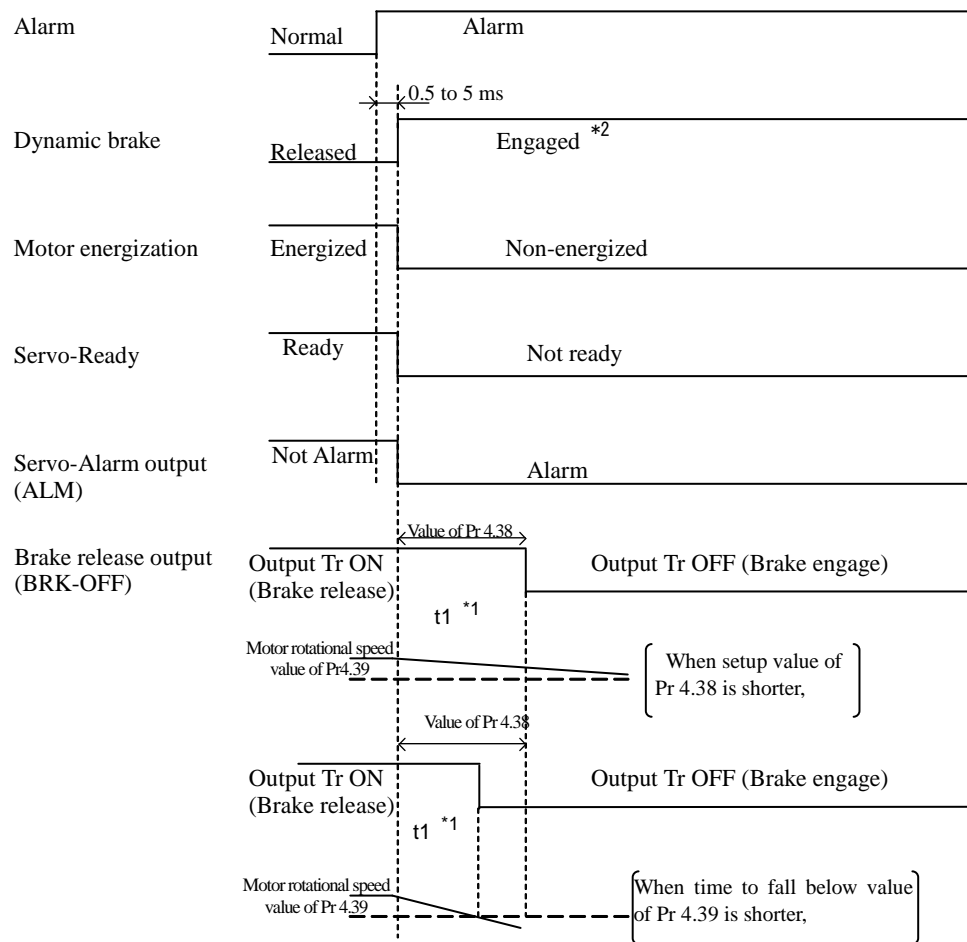 Alarm
Normal
Alarm
0.5 to 5 ms
Dynamic brake
Released
Engaged *2
Motor energization
Energized
Non-energized
Servo-Ready
Ready
Not ready
Servo-Alarm output
(ALM)
Not Alarm
Alarm
Value of Pr 4.38
Brake release output
(BRK-OFF)
Output Tr ON
(Brake release)
Output Tr OFF (Brake engage)
t1 *1
Motor rotational speed
value of Pr4.39
When setup value of
Pr 4.38 is shorter,
Value of Pr 4.38
Output Tr ON
(Brake release)
Output Tr OFF (Brake engage)
t1 *1
Motor rotational speed
value of Pr 4.39
When time to fall below value
of Pr 4.39 is shorter,